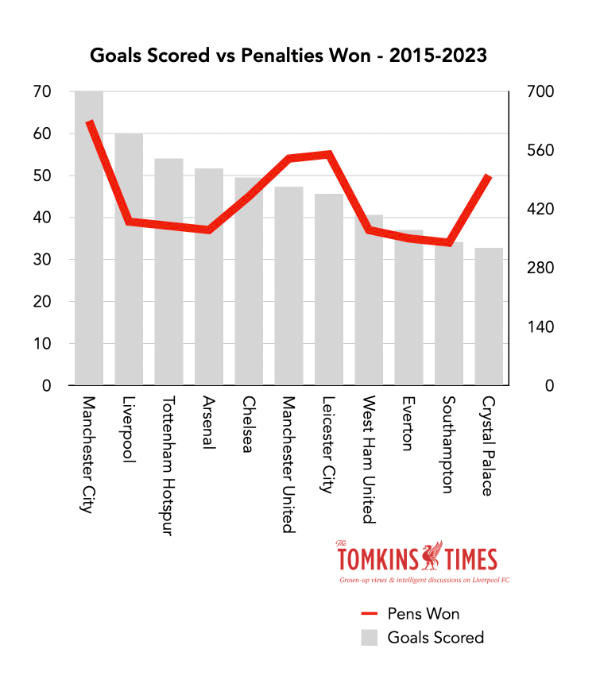 Goals Scored vs Penalties Won - 2015-2023
70
60
50
40
30
20
10
0
700
560
420
280
140
0
Manchester City
Liverpool
Tottenham Hotspur
Arsenal
Chelsea
Manchester United
Leicester City
West Ham United
Everton
Southampton
Crystal Palace
The
TOMKINS TIMES
Grown-up views & intelligent discussions on Liverpool FC
Pens Won
Goals Scored